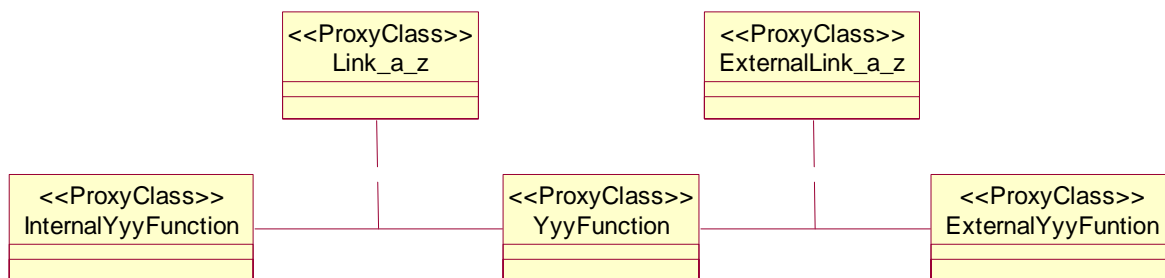 <<ProxyClass>>
Link_a_z
<<ProxyClass>>
ExternalLink_a_z
<<ProxyClass>>
InternalYyyFunction
<<ProxyClass>>
YyyFunction
<<ProxyClass>>
ExternalYyyFuntion